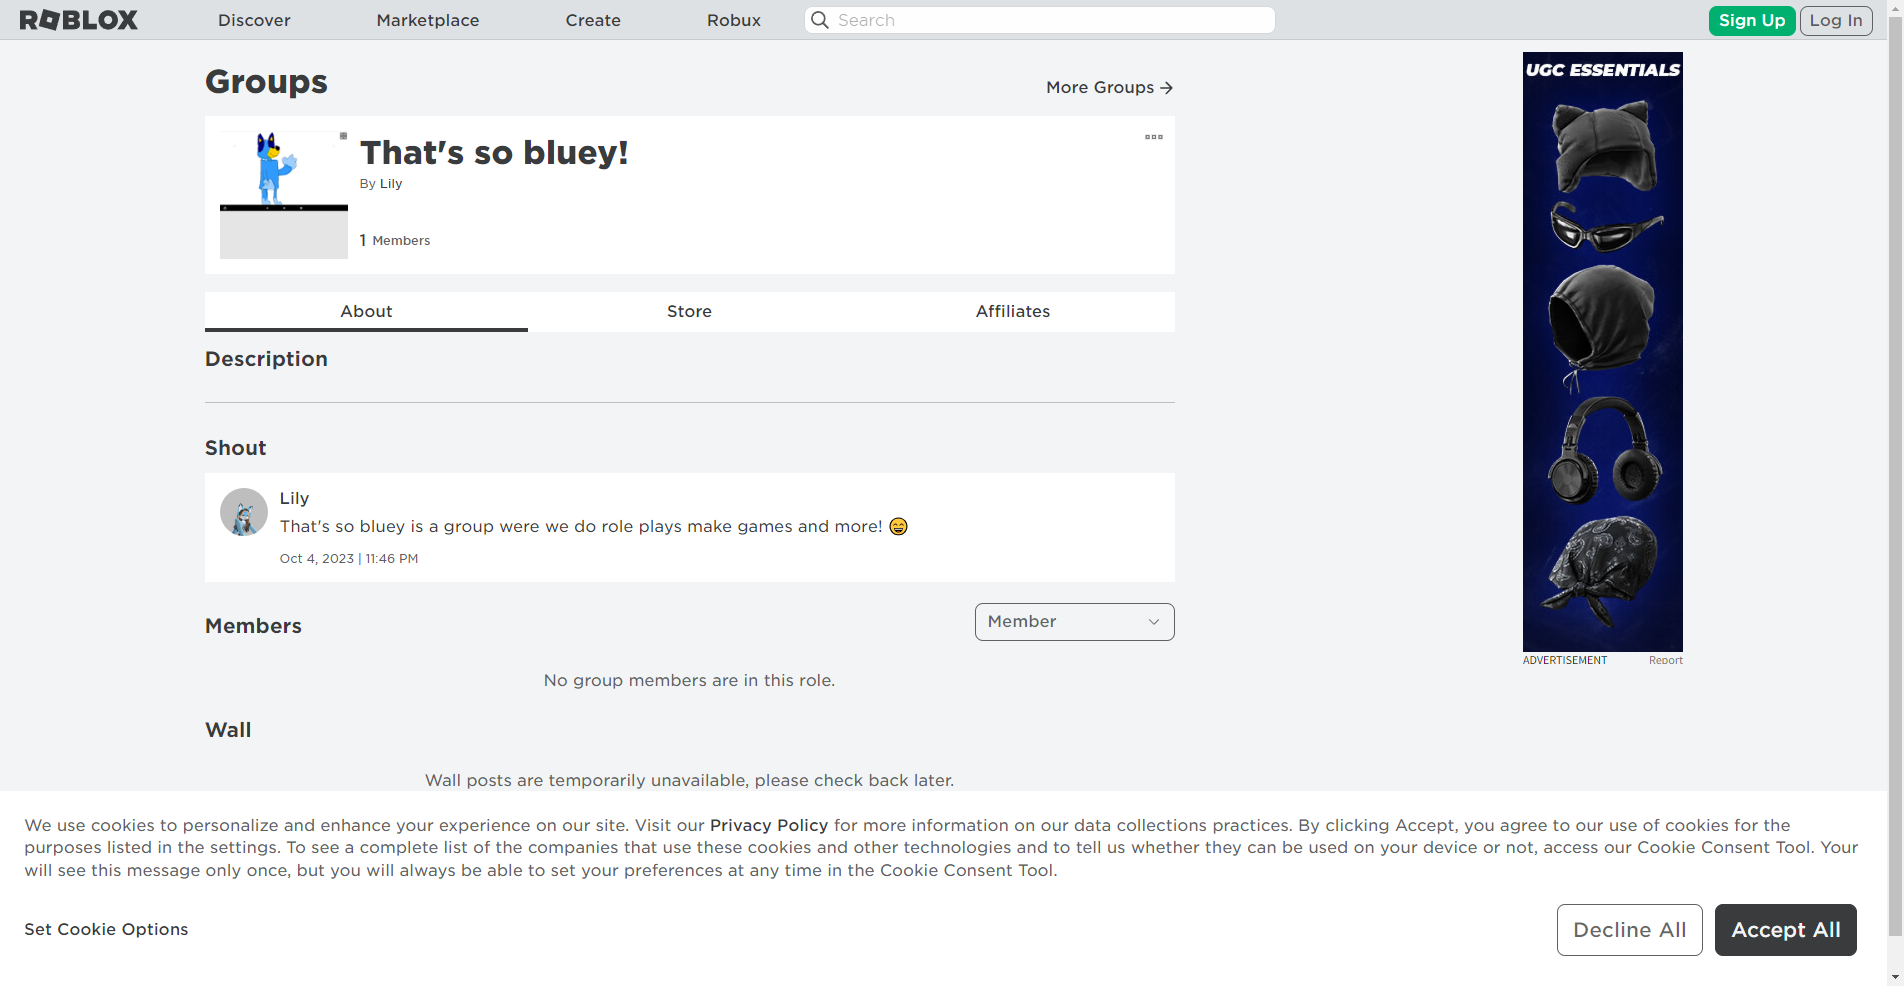 ROBLOX
Discover
Marketplace
Create
Robux
Search
Sign Up
Log In
Groups
More Groups
That's so bluey!
By Lily
1 Members
About
Store
Affiliates
Description
Shout
Lily
That's so bluey is a group were we do role plays make games and more! 😄
Oct 4, 2023 | 11:46 PM
Members
Member
No group members are in this role.
Wall
Wall posts are temporarily unavailable, please check back later.
UGC ESSENTIALS
ADVERTISEMENT
Report
We use cookies to personalize and enhance your experience on our site. Visit our Privacy Policy for more information on our data collections practices. By clicking Accept, you agree to our use of cookies for the
purposes listed in the settings. To see a complete list of the companies that use these cookies and other technologies and to tell us whether they can be used on your device or not, access our Cookie Consent Tool. Your
will see this message only once, but you will always be able to set your preferences at any time in the Cookie Consent Tool.
Set Cookie Options
Decline All
Accept All